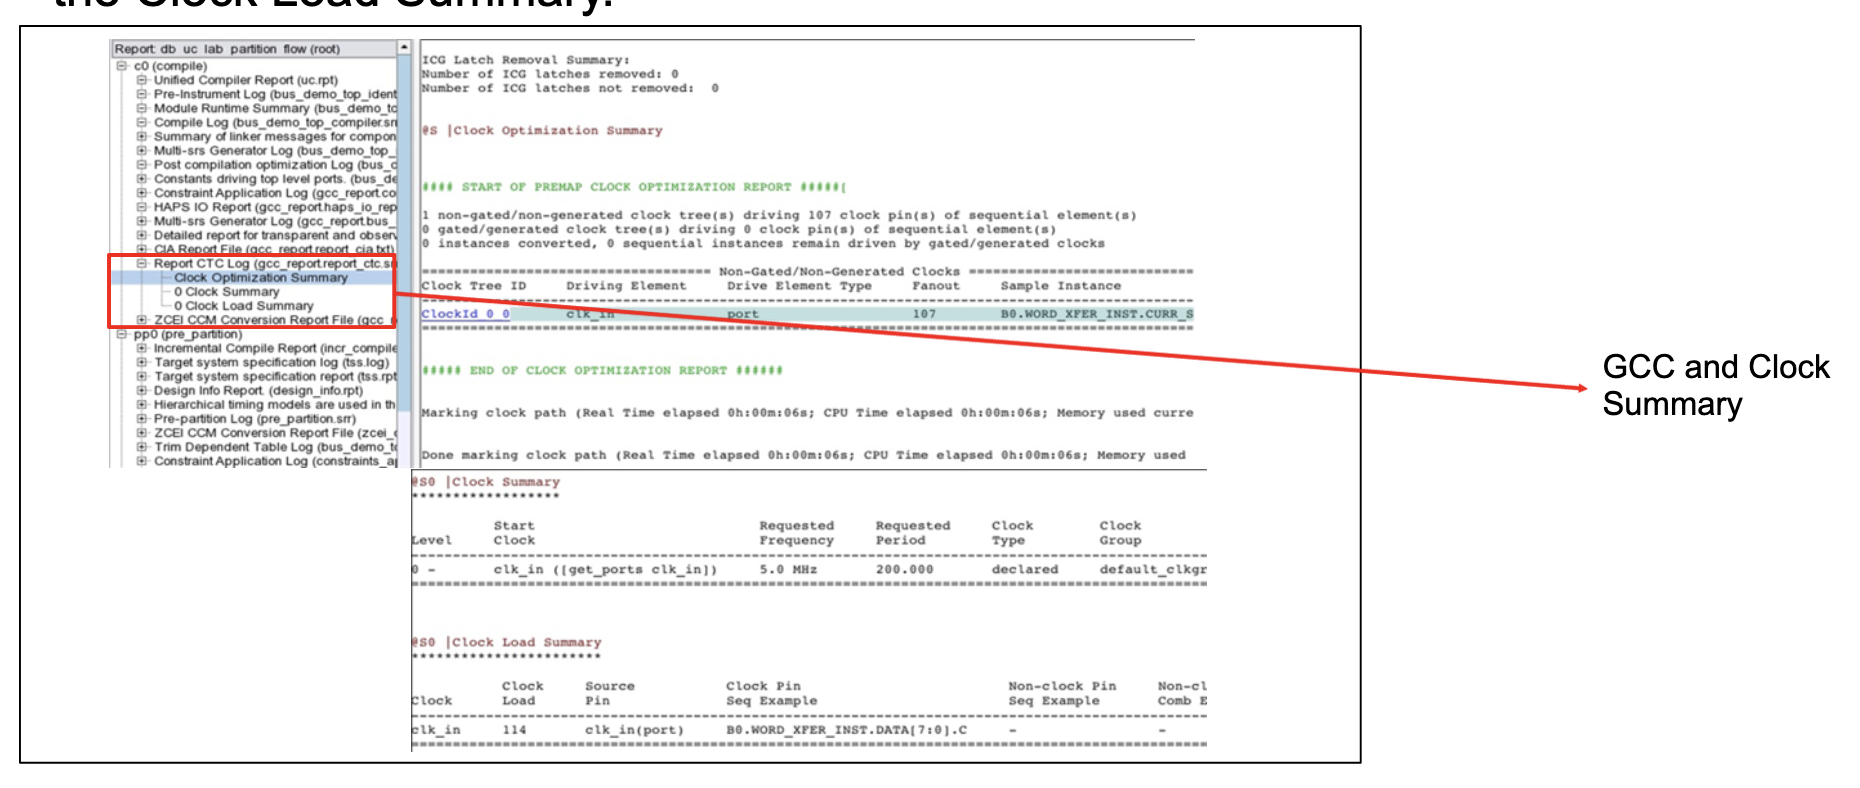 the Clock Load Summary.
Report: db_uc_lab_partition_flow (root)
c0 (compile)
Unified Compiler Report (uc.rpt)
Pre-Instrument Log (bus_demo_top_ident
Module Runtime Summary (bus_demo_to
Compile Log (bus_demo_top_compiler.srr
Summary of linker messages for compon
Multi-srs Generator Log (bus_demo_top_
Post compilation optimization Log (bus_d
Constants driving top level ports. (bus_de
Constraint Application Log (gcc_report.co
HAPS IO Report (gcc_report.haps_io_rep
Multi-srs Generator Log (gcc_report.bus_
Detailed report for transparent and observ
CIA Report File (gcc_report.report_cia.txt)
Report CTC Log (gcc_report.report_ctc.sr
Clock Optimization Summary
0 Clock Summary
0 Clock Load Summary
ZCEI CCM Conversion Report File (gcc_
pp0 (pre_partition)
Incremental Compile Report (incr_compile
Target system specification log (tss.log)
Target system specification report (tss.rpt
Design Info Report. (design_info.rpt)
Hierarchical timing models are used in th
Pre-partition Log (pre_partition.srr)
ZCEI CCM Conversion Report File (zcei_
Trim Dependent Table Log (bus_demo_to
Constraint Application Log (constraints_a
ICG Latch Removal Summary:
Number of ICG latches removed: 0
Number of ICG latches not removed: 0
@S |Clock Optimization Summary
#### START OF PREMAP CLOCK OPTIMIZATION REPORT #####[
1 non-gated/non-generated clock tree(s) driving 107 clock pin(s) of sequential element(s)
0 gated/generated clock tree(s) driving 0 clock pin(s) of sequential element(s)
0 instances converted, 0 sequential instances remain driven by gated/generated clocks
================================= Non-Gated/Non-Generated Clocks ============================
Clock Tree ID Driving Element Drive Element Type Fanout Sample Instance
ClockId_0_0 clk_in port 107 B0.WORD_XFER_INST.CURR_S
##### END OF CLOCK OPTIMIZATION REPORT ######
Marking clock path (Real Time elapsed 0h:00m:06s; CPU Time elapsed 0h:00m:06s; Memory used curre
Done marking clock path (Real Time elapsed 0h:00m:06s; CPU Time elapsed 0h:00m:06s; Memory used
@S0 |Clock Summary
******************
Start Requested Requested Clock Clock
Level Clock Frequency Period Type Group
0 - clk_in ([get_ports clk_in]) 5.0 MHz 200.000 declared default_clkgr
@S0 |Clock Load Summary
***********************
Clock Source Clock Pin Non-clock Pin Non-cl
Clock Load Pin Seq Example Seq Example Comb E
clk_in 114 clk_in(port) B0.WORD_XFER_INST.DATA[7:0].C - -
GCC and Clock
Summary